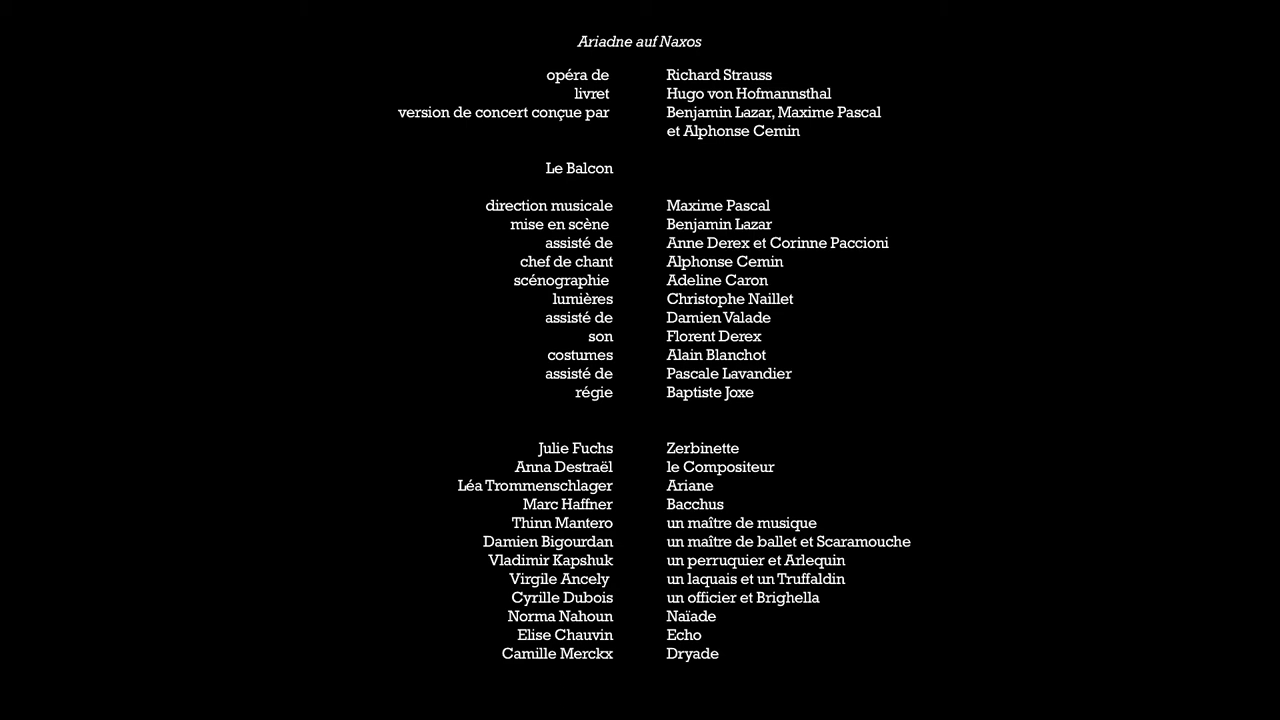 Ariadne auf Naxos
opéra de Richard Strauss
livret Hugo von Hofmannsthal
version de concert conçue par Benjamin Lazar, Maxime Pascal
et Alphonse Cemin
Le Balcon
direction musicale Maxime Pascal
mise en scène Benjamin Lazar
assisté de Anne Derex et Corinne Paccioni
chef de chant Alphonse Cemin
scénographie Adeline Caron
lumières Christophe Naillet
assisté de Damien Valade
son Florent Derex
costumes Alain Blanchot
assisté de Pascale Lavandier
régie Baptiste Joxe
Julie Fuchs Zerbinette
Anna Destraël le Compositeur
Léa Trommenschlager Ariane
Marc Haffner Bacchus
Thinn Mantero un maître de musique
Damien Bigourdan un maître de ballet et Scaramouche
Vladimir Kapshuk un perruquier et Arlequin
Virgile Ancely un laquais et un Truffaldin
Cyrille Dubois un officier et Brighella
Norma Nahoun Naïade
Elise Chauvin Echo
Camille Merckx Dryade